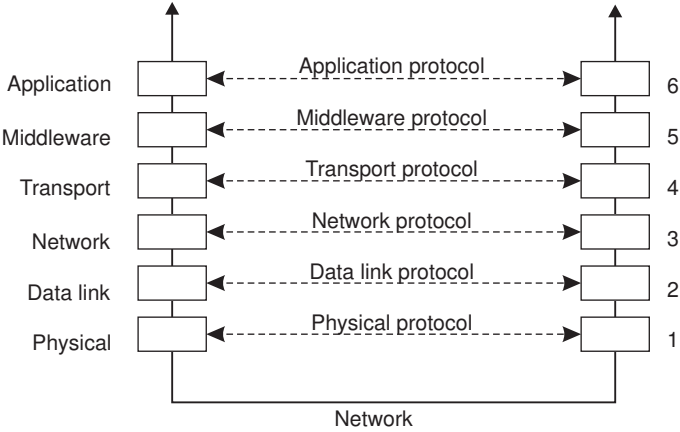 Application Application protocol 6
Middleware Middleware protocol 5
Transport Transport protocol 4
Network Network protocol 3
Data link Data link protocol 2
Physical Physical protocol 1
Network